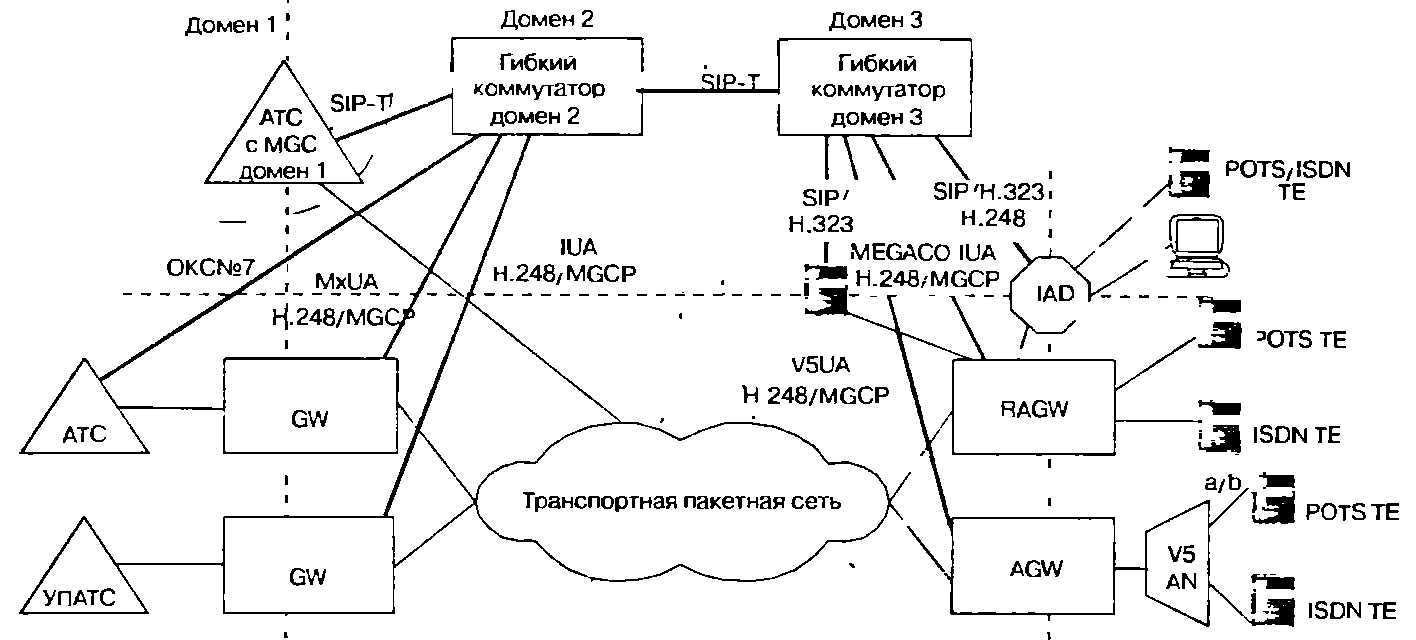 Домен 1
Домен 2
Домен 3
Гибкий
коммутатор
домен 2
Гибкий
коммутатор
домен 3
SIP-T
SIP-T
АТС
с MGC
домен 1
POTS/ISDN
TE
SIP/
H.323
SIP/H.323
H.248
ОКС№7
MxUA
H.248/MGCP
IUA
H.248/MGCP
MEGACO IUA
H.248/MGCP
IAD
POTS TE
V5UA
H 248/MGCP
АТС
GW
RAGW
ISDN TE
Транспортная пакетная сеть
a/b
POTS TE
УПАТС
GW
AGW
V5
AN
ISDN TE